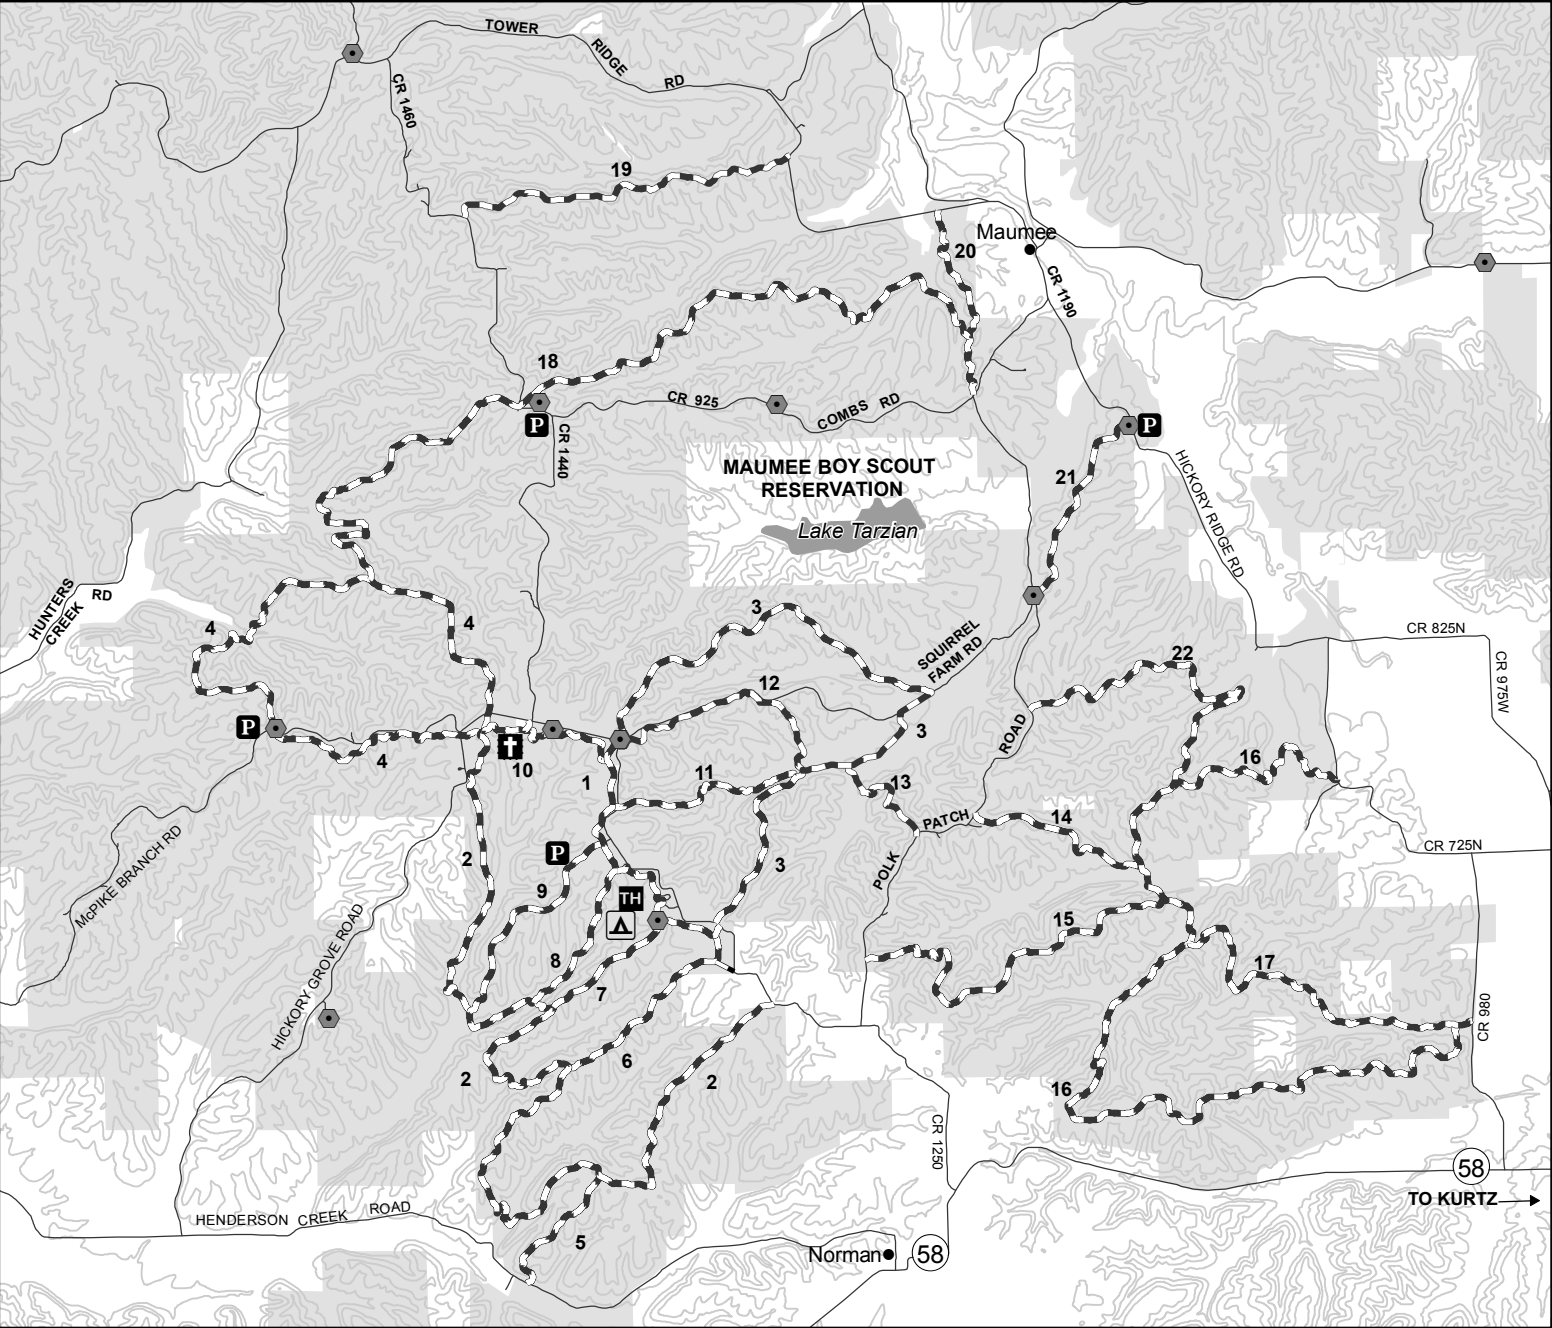 TOWER
RIDGE
RD
CR 1460
19
20
Maumee
CR 1190
18
CR 925
COMBS RD
P
P
CR 1440
MAUMEE BOY SCOUT
RESERVATION
Lake Tarzian
21
HICKORY RIDGE RD
HUNTERS
CREEK
RD
4
4
3
SQUIRREL
FARM RD
CR 825N
CR 975W
22
12
P
4
10
3
ROAD
16
1
11
13
PATCH
14
CR 725N
McPIKE BRANCH RD
2
P
3
POLK
9
TH
HICKORY GROVE ROAD
15
8
7
17
CR 980
6
2
2
16
CR 1250
58
TO KURTZ
HENDERSON CREEK ROAD
5
Norman
58